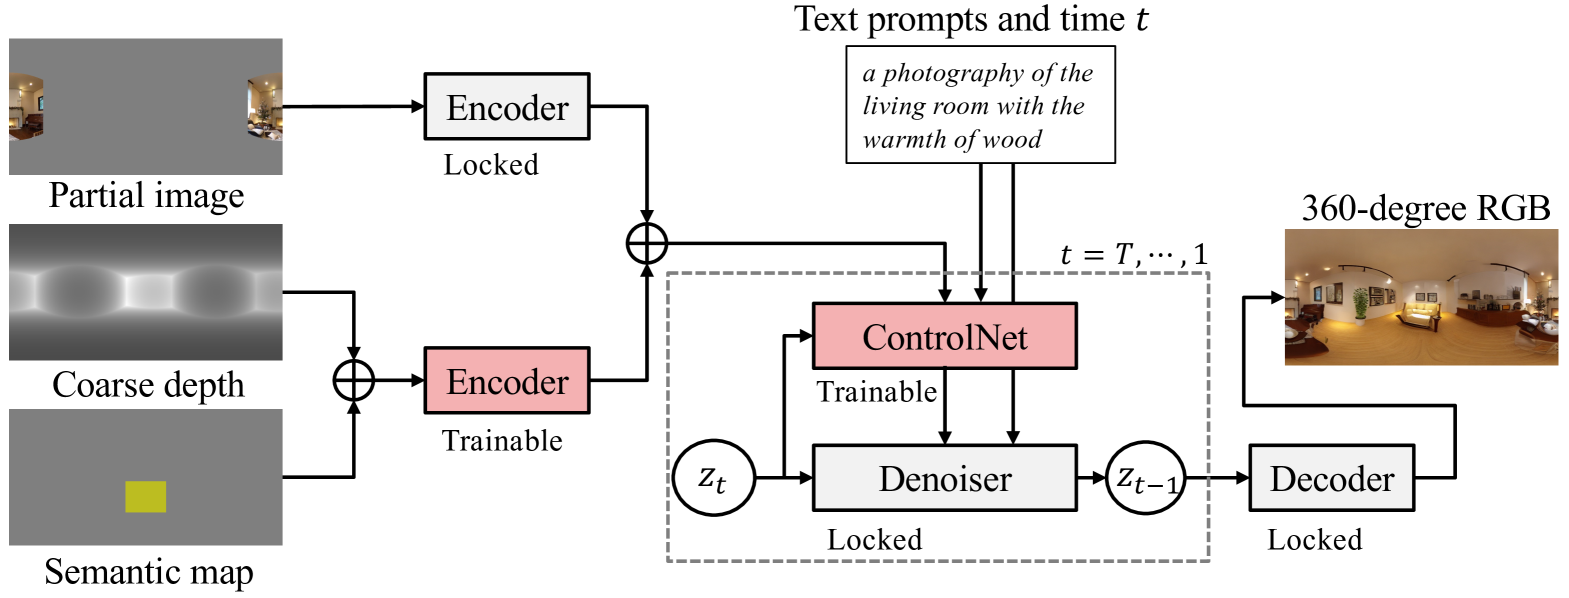 Text prompts and time t
a photography of the
living room with the
warmth of wood
Partial image
Encoder
Locked
Coarse depth
Encoder
Trainable
Semantic map
t = T, ⋯ , 1
ControlNet
Trainable
z_t
Denoiser
Locked
z_{t−1}
Decoder
Locked
360-degree RGB